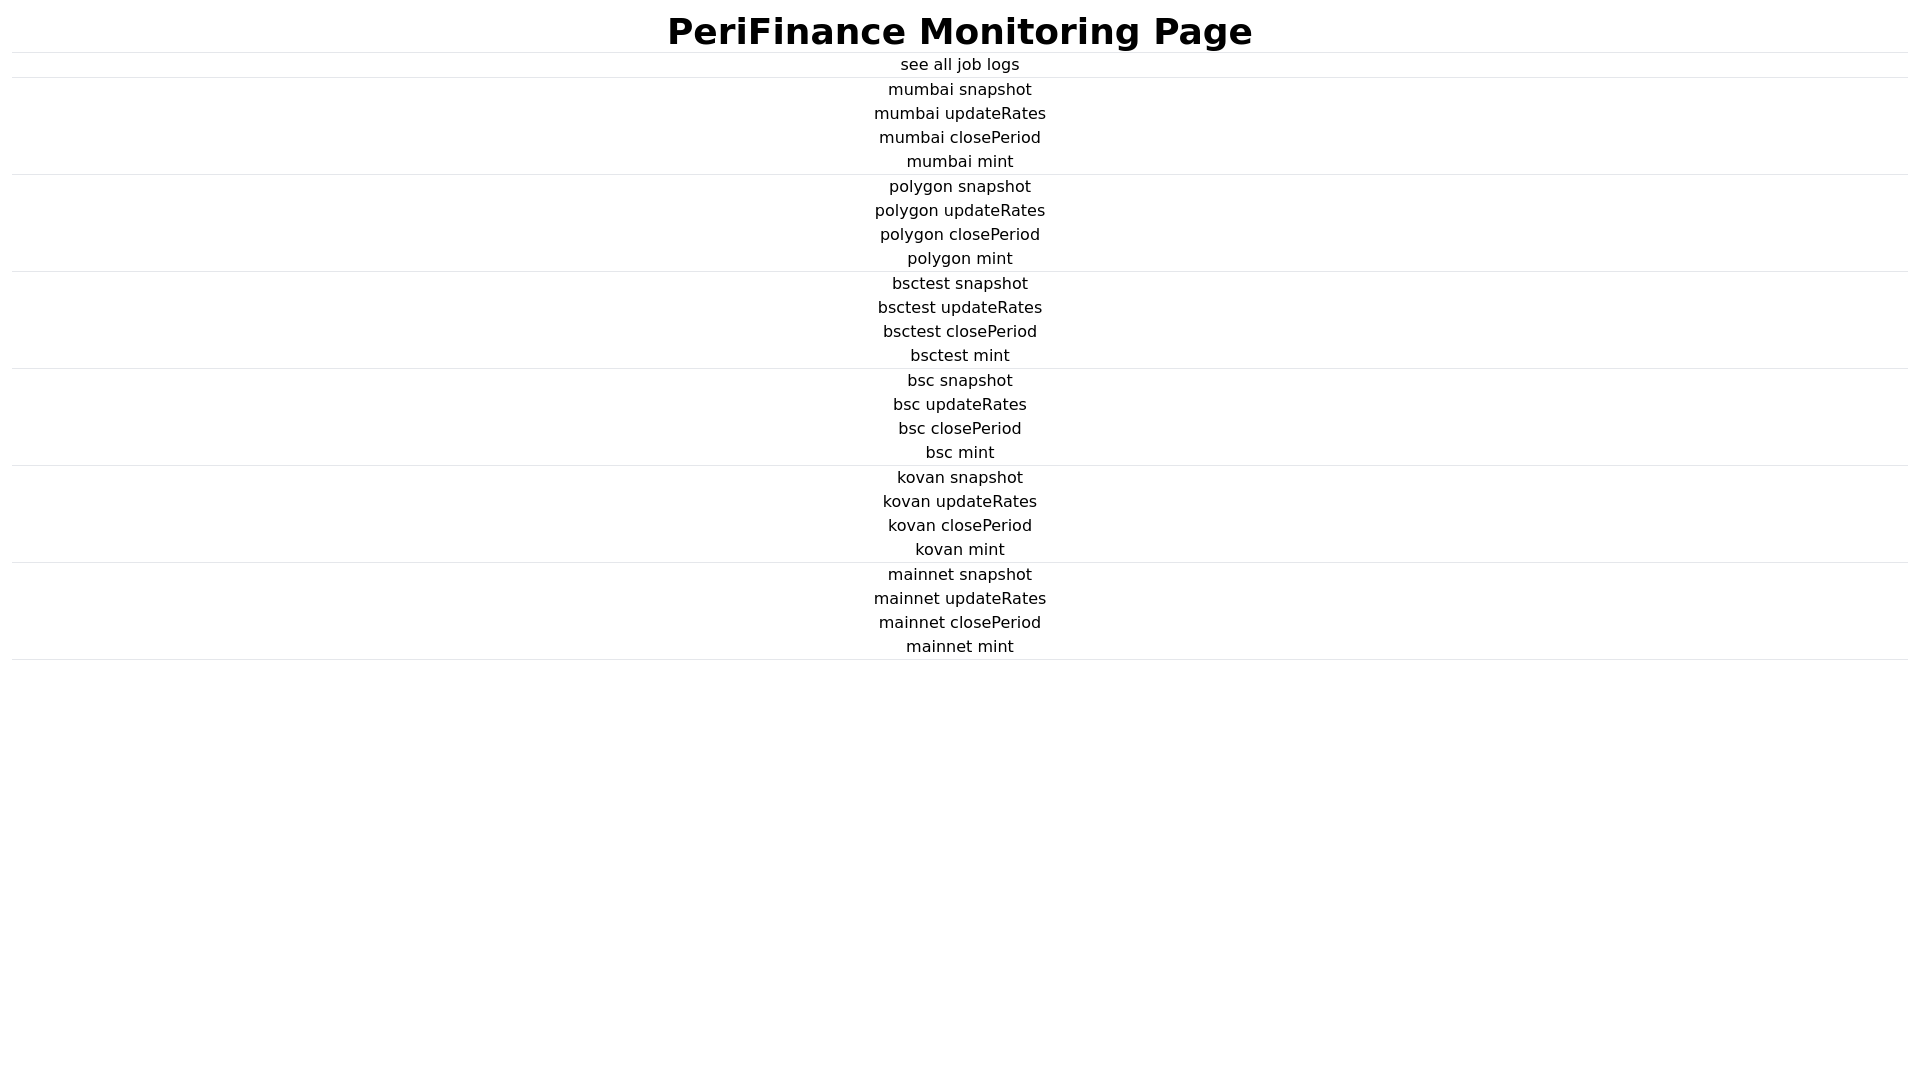 PeriFinance Monitoring Page
see all job logs
mumbai snapshot
mumbai updateRates
mumbai closePeriod
mumbai mint
polygon snapshot
polygon updateRates
polygon closePeriod
polygon mint
bsctest snapshot
bsctest updateRates
bsctest closePeriod
bsctest mint
bsc snapshot
bsc updateRates
bsc closePeriod
bsc mint
kovan snapshot
kovan updateRates
kovan closePeriod
kovan mint
mainnet snapshot
mainnet updateRates
mainnet closePeriod
mainnet mint